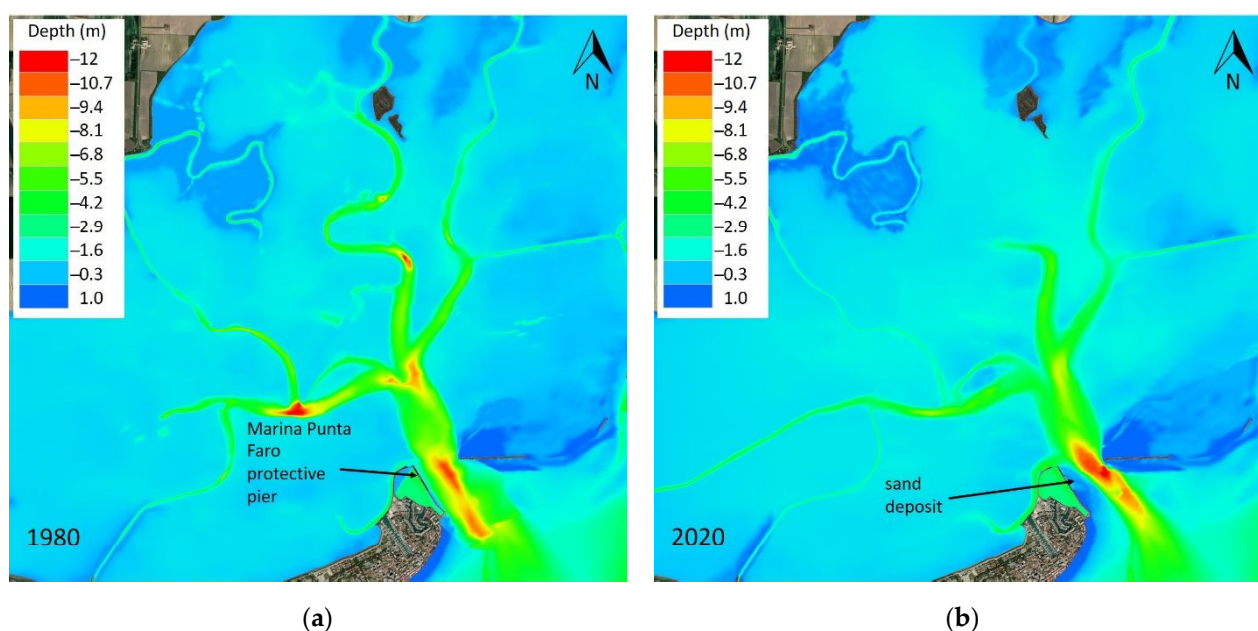 Depth (m)
–12
–10.7
–9.4
–8.1
–6.8
–5.5
–4.2
–2.9
–1.6
–0.3
1.0
N
Marina Punta
Faro
protective
pier
1980
(a)
Depth (m)
–12
–10.7
–9.4
–8.1
–6.8
–5.5
–4.2
–2.9
–1.6
–0.3
1.0
N
sand
deposit
2020
(b)